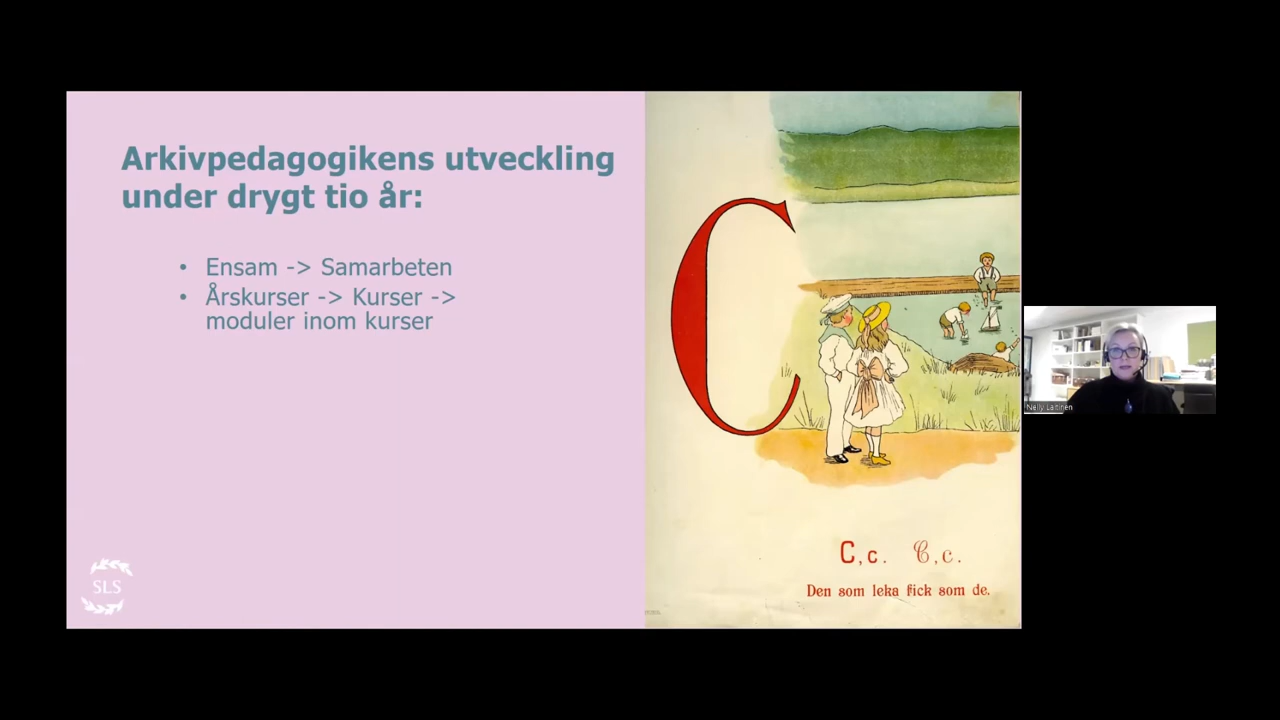 Arkivpedagogikens utveckling
under drygt tio år:
• Ensam -> Samarbeten
• Årskurser -> Kurser ->
moduler inom kurser
SLS
C
C, c. C, c.
Den som leka fick som de.
Nelly Laitinen